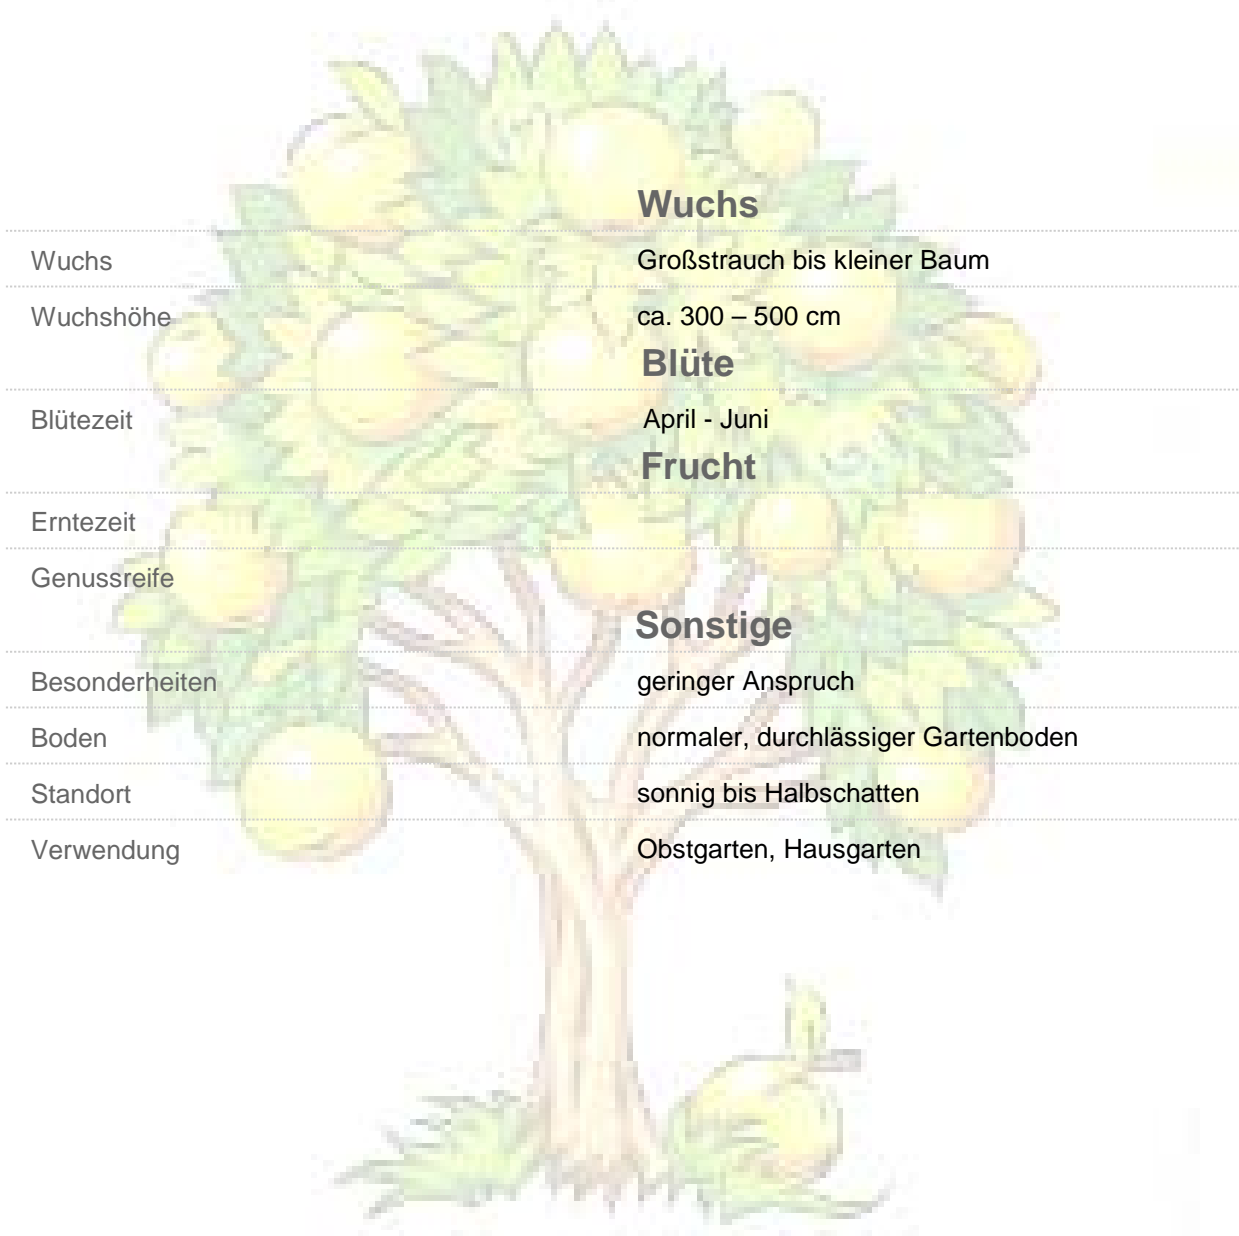 Wuchs
Wuchs Großstrauch bis kleiner Baum
Wuchshöhe ca. 300 – 500 cm
Blüte
Blütezeit April - Juni
Frucht
Erntezeit
Genussreife
Sonstige
Besonderheiten geringer Anspruch
Boden normaler, durchlässiger Gartenboden
Standort sonnig bis Halbschatten
Verwendung Obstgarten, Hausgarten